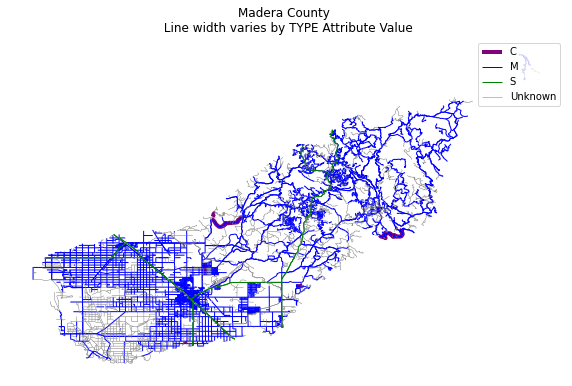 Madera County
Line width varies by TYPE Attribute Value
C
M
S
Unknown